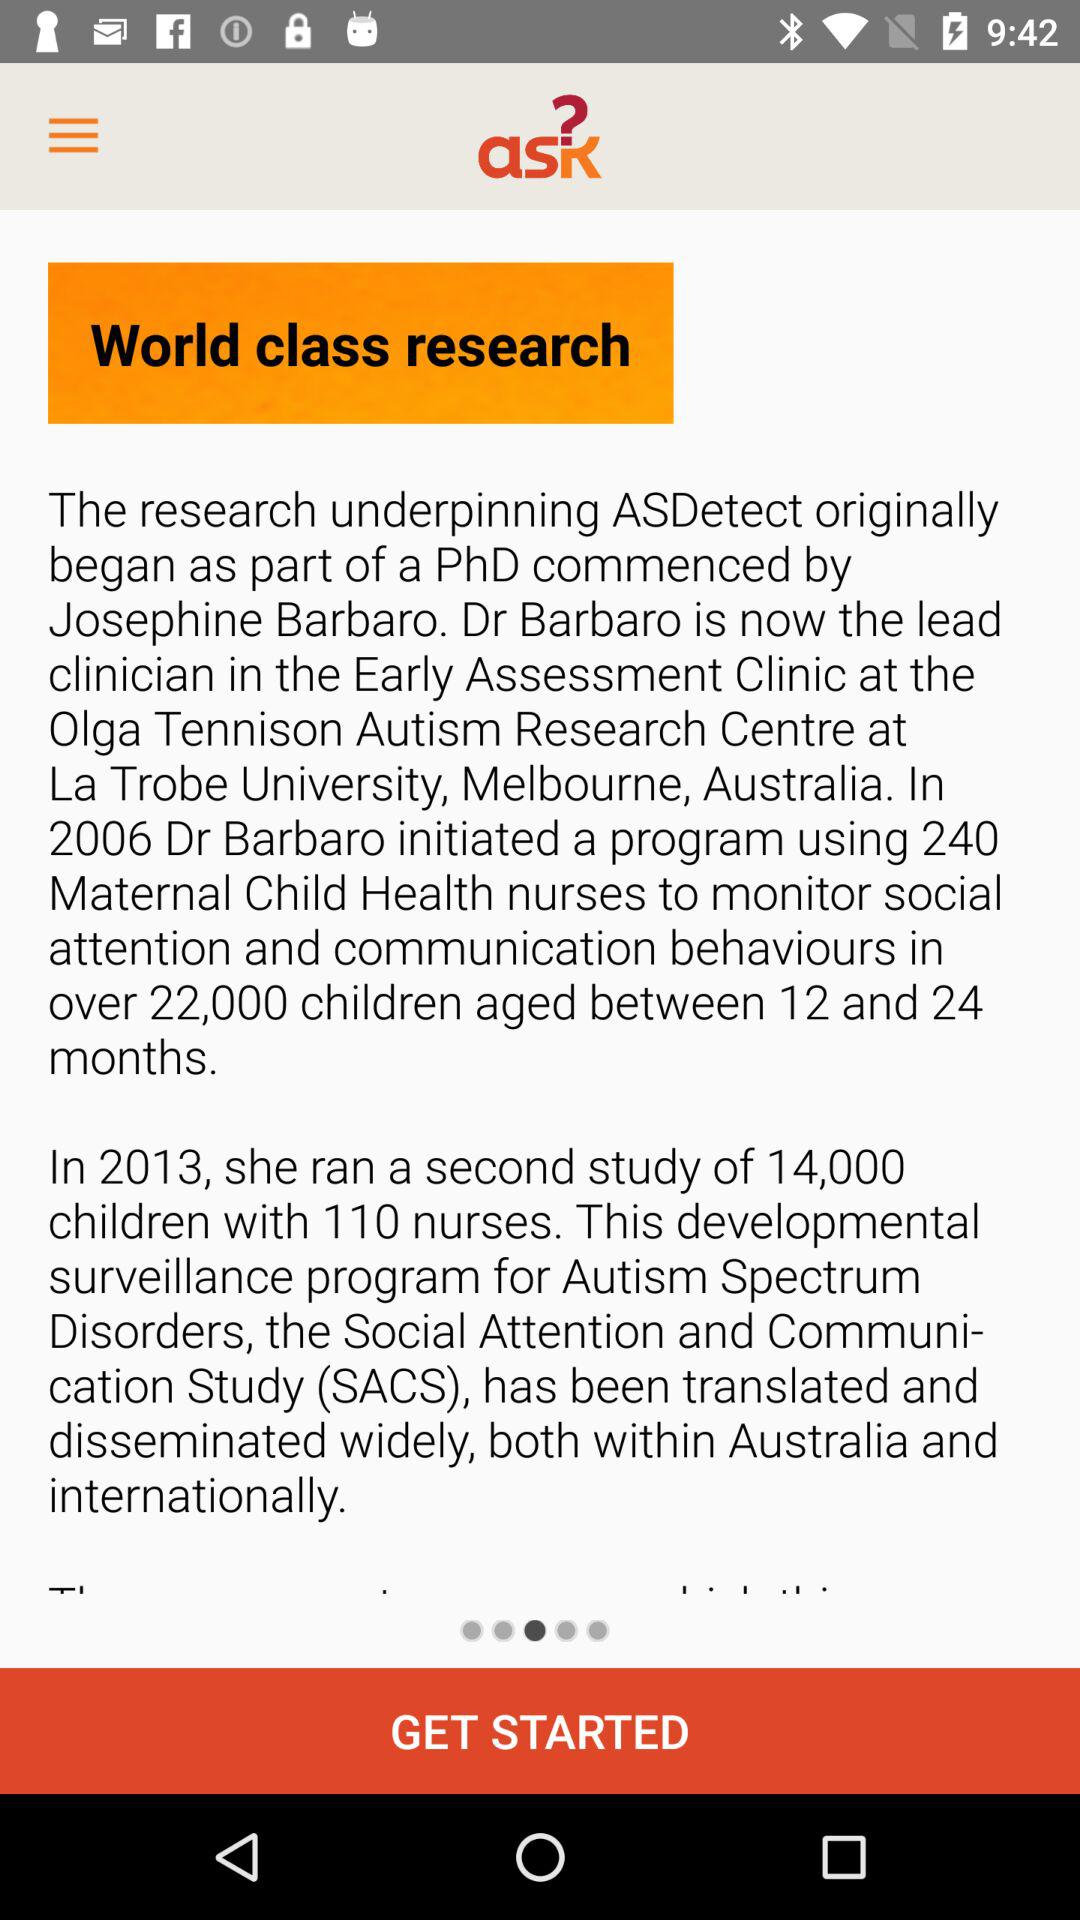 9:42
ask?
World class research
The research underpinning ASDetect originally
began as part of a PhD commenced by
Josephine Barbaro. Dr Barbaro is now the lead
clinician in the Early Assessment Clinic at the
Olga Tennison Autism Research Centre at
La Trobe University, Melbourne, Australia. In
2006 Dr Barbaro initiated a program using 240
Maternal Child Health nurses to monitor social
attention and communication behaviours in
over 22,000 children aged between 12 and 24
months.
In 2013, she ran a second study of 14,000
children with 110 nurses. This developmental
surveillance program for Autism Spectrum
Disorders, the Social Attention and Communi-
cation Study (SACS), has been translated and
disseminated widely, both within Australia and
internationally.
GET STARTED